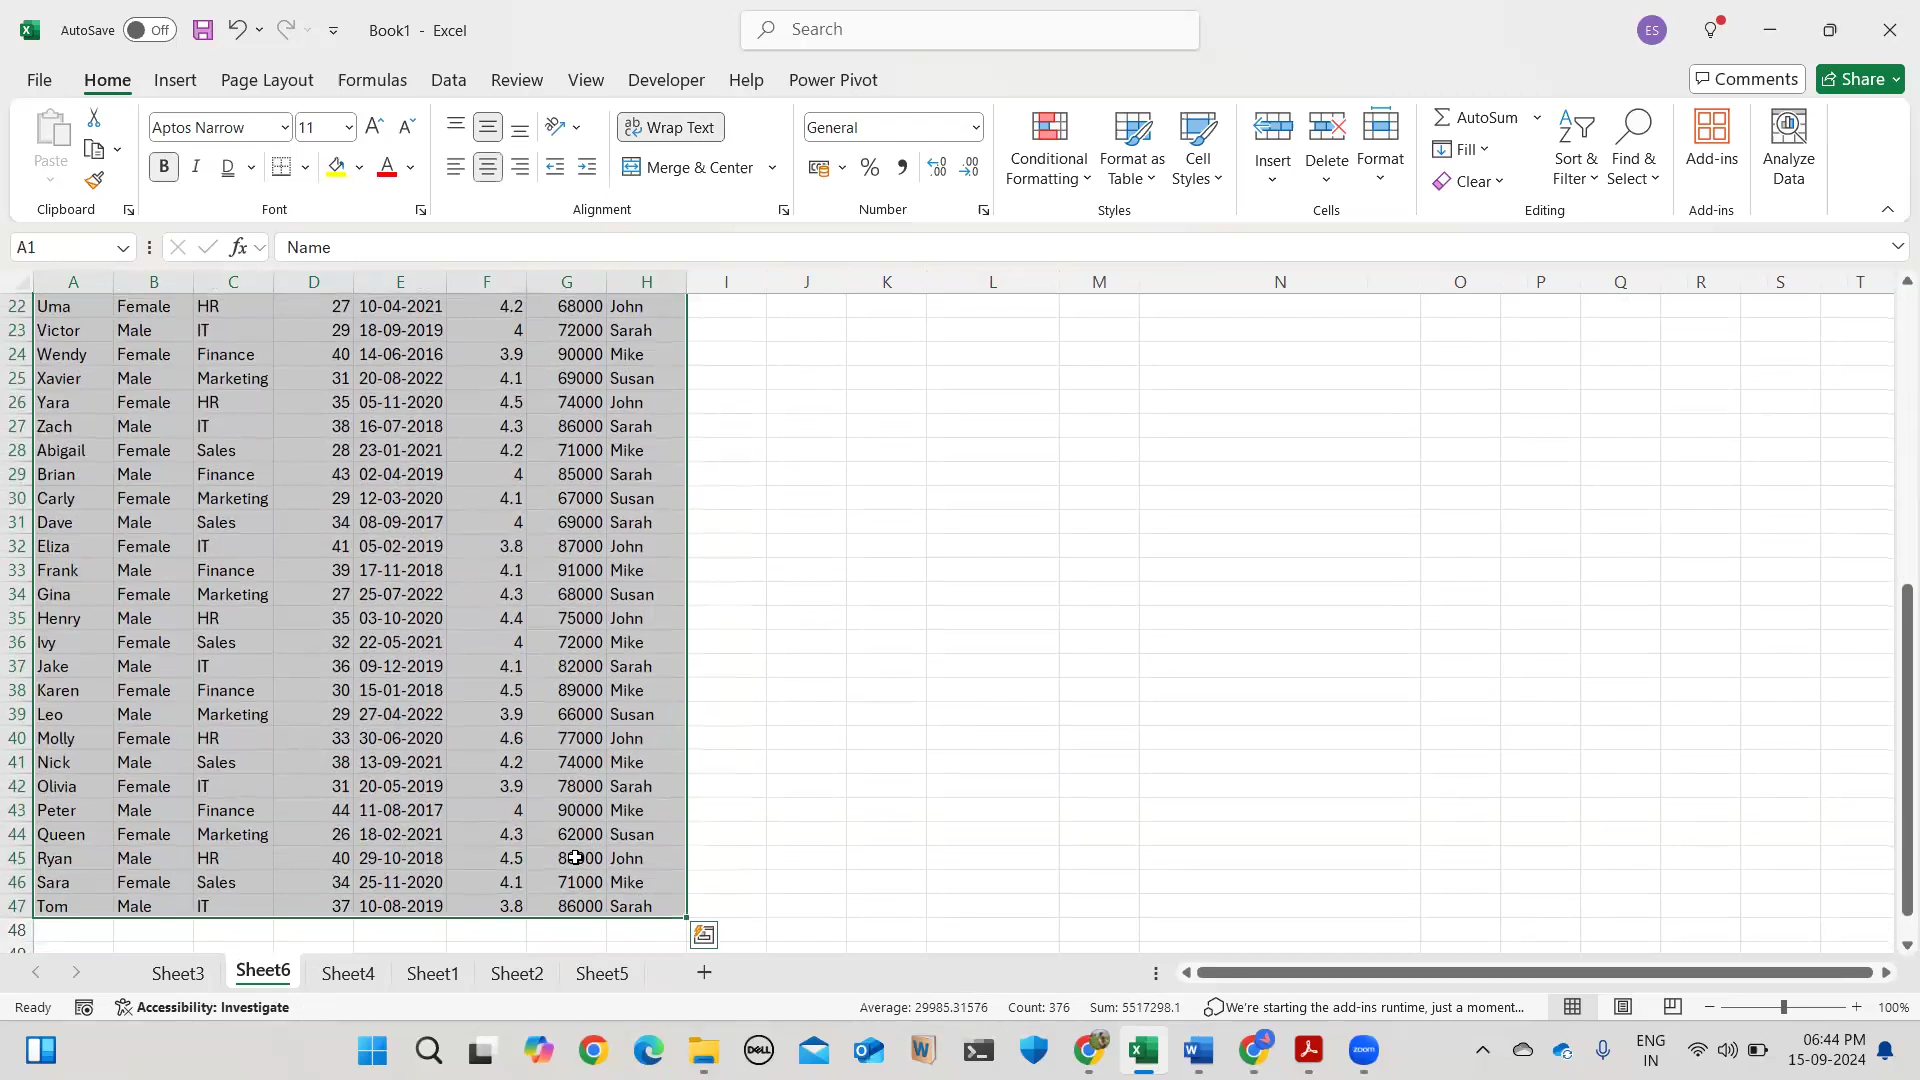 AutoSave Off Book1 - Excel Search ES
File Home Insert Page Layout Formulas Data Review View Developer Help Power Pivot Comments Share
Paste Aptos Narrow 11 Wrap Text General Conditional Formatting Format as Table Cell Styles Insert Delete Format AutoSum Sort & Filter Find & Select Add-ins Analyze Data
B I D A Merge & Center % Fill Clear
Clipboard Font Alignment Number Styles Cells Editing Add-ins
A1 fx Name
A B C D E F G H I J K L M N O P Q R S T
22 Uma Female HR 27 10-04-2021 4.2 68000 John
23 Victor Male IT 29 18-09-2019 4 72000 Sarah
24 Wendy Female Finance 40 14-06-2016 3.9 90000 Mike
25 Xavier Male Marketing 31 20-08-2022 4.1 69000 Susan
26 Yara Female HR 35 05-11-2020 4.5 74000 John
27 Zach Male IT 38 16-07-2018 4.3 86000 Sarah
28 Abigail Female Sales 28 23-01-2021 4.2 71000 Mike
29 Brian Male Finance 43 02-04-2019 4 85000 Sarah
30 Carly Female Marketing 29 12-03-2020 4.1 67000 Susan
31 Dave Male Sales 34 08-09-2017 4 69000 Sarah
32 Eliza Female IT 41 05-02-2019 3.8 87000 John
33 Frank Male Finance 39 17-11-2018 4.1 91000 Mike
34 Gina Female Marketing 27 25-07-2022 4.3 68000 Susan
35 Henry Male HR 35 03-10-2020 4.4 75000 John
36 Ivy Female Sales 32 22-05-2021 4 72000 Mike
37 Jake Male IT 36 09-12-2019 4.1 82000 Sarah
38 Karen Female Finance 30 15-01-2018 4.5 89000 Mike
39 Leo Male Marketing 29 27-04-2022 3.9 66000 Susan
40 Molly Female HR 33 30-06-2020 4.6 77000 John
41 Nick Male Sales 38 13-09-2021 4.2 74000 Mike
42 Olivia Female IT 31 20-05-2019 3.9 78000 Sarah
43 Peter Male Finance 44 11-08-2017 4 90000 Mike
44 Queen Female Marketing 26 18-02-2021 4.3 62000 Susan
45 Ryan Male HR 40 29-10-2018 4.5 John
46 Sara Female Sales 34 25-11-2020 4.1 71000 Mike
47 Tom Male IT 37 10-08-2019 3.8 86000 Sarah
48
Sheet3 Sheet6 Sheet4 Sheet1 Sheet2 Sheet5
Ready Accessibility: Investigate Average: 29985.31576 Count: 376 Sum: 5517298.1 We're starting the add-ins runtime, just a moment... 100%
DELL W zoom ENG IN 06:44 PM 15-09-2024